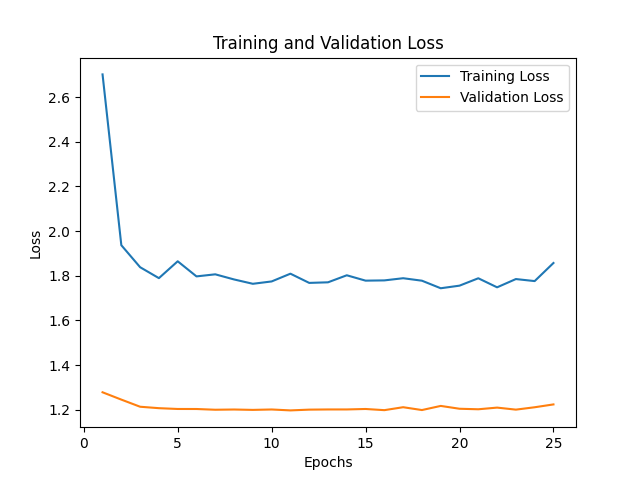 Training and Validation Loss
Training Loss
Validation Loss
Loss
2.6
2.4
2.2
2.0
1.8
1.6
1.4
1.2
0 5 10 15 20 25
Epochs